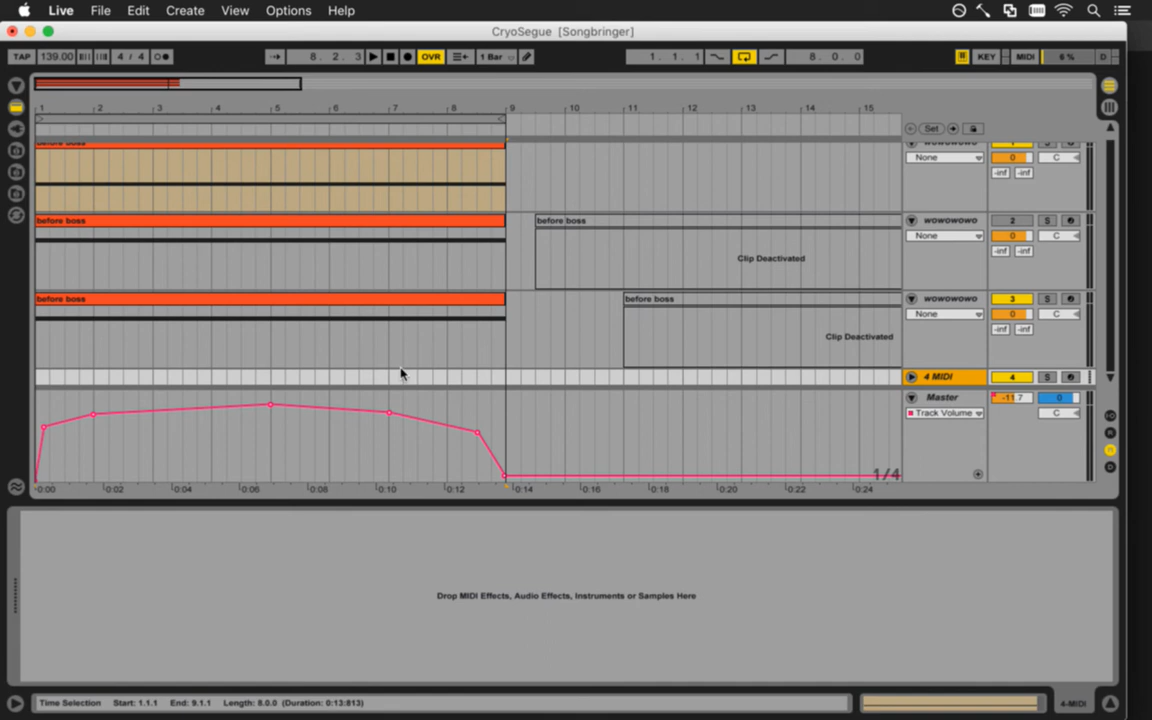 Live File Edit Create View Options Help
CryoSegue [Songbringer]
TAP 139.00 4 / 4 8. 2. 3 OVR 1 Bar 1. 1. 1 8. 0. 0 KEY MIDI 6 % D
1 2 3 4 5 6 7 8 9 10 11 12 13 14 15
Set
before boss wowowowo 1 S
None 0 C
-inf -inf
before boss before boss wowowowo 2 S
None 0 C
-inf -inf
Clip Deactivated
before boss before boss wowowowo 3 S
None 0 C
-inf -inf
Clip Deactivated
4 MIDI 4 S
Master -11.7 0
Track Volume C
1/4
0:00 0:02 0:04 0:06 0:08 0:10 0:12 0:14 0:16 0:18 0:20 0:22 0:24
Drop MIDI Effects, Audio Effects, Instruments or Samples Here
Time Selection Start: 1.1.1 End: 9.1.1 Length: 8.0.0 (Duration: 0:13:813) 4-MIDI